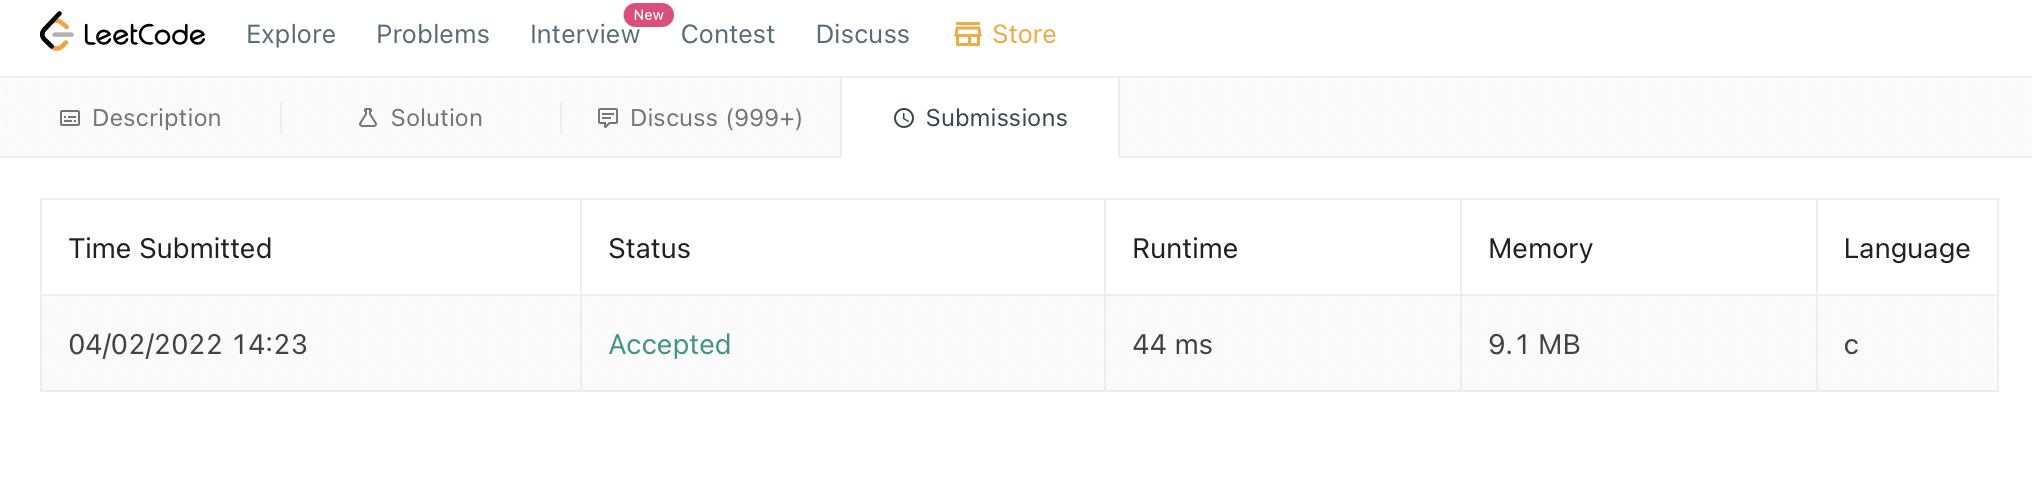 LeetCode Explore Problems Interview New Contest Discuss Store
Description Solution Discuss (999+) Submissions
Time Submitted Status Runtime Memory Language
04/02/2022 14:23 Accepted 44 ms 9.1 MB c